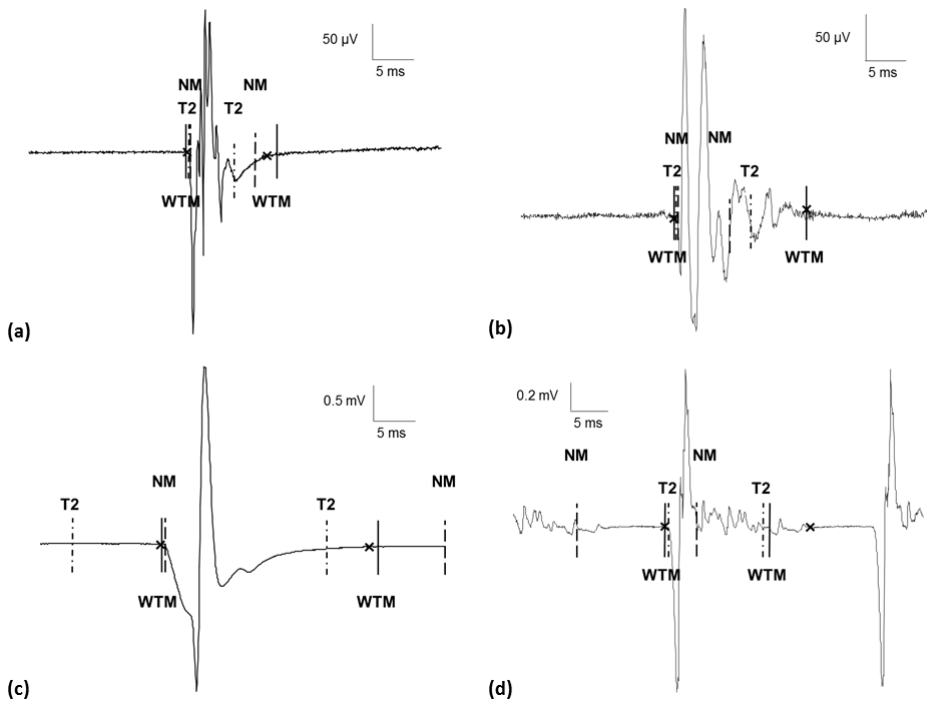 50 µV
5 ms
NM NM
T2 T2
WTM WTM
(a)
50 µV
5 ms
NM NM
T2 T2
WTM WTM
(b)
0.5 mV
5 ms
NM NM
T2 T2
WTM WTM
(c)
0.2 mV
5 ms
NM NM
T2 T2
WTM WTM
(d)